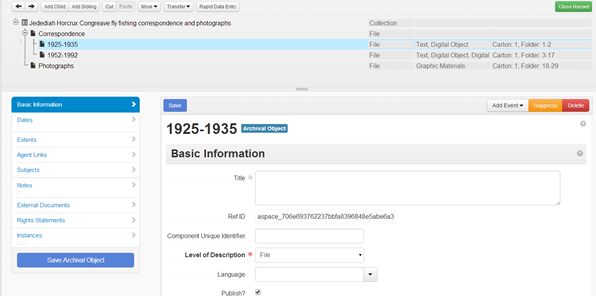 Add Child Add Sibling Cut Paste Move Transfer Rapid Data Entry Close Record
Jedediah Horcrux Congreave fly fishing correspondence and photographs Collection
Correspondence File
1925-1935 File Text, Digital Object Carton: 1, Folder: 1-2
1952-1992 File Text, Digital Object, Digital Carton: 1, Folder: 3-17
Photographs File Graphic Materials Carton: 1, Folder: 18-29
Basic Information
Dates
Extents
Agent Links
Subjects
Notes
External Documents
Rights Statements
Instances
Save Archival Object
Save Add Event Suppress Delete
1925-1935 Archival Object
Basic Information
Title
Ref ID aspace_706e693762237bbfa8396848e5abe6a3
Component Unique Identifier
Level of Description File
Language
Publish?